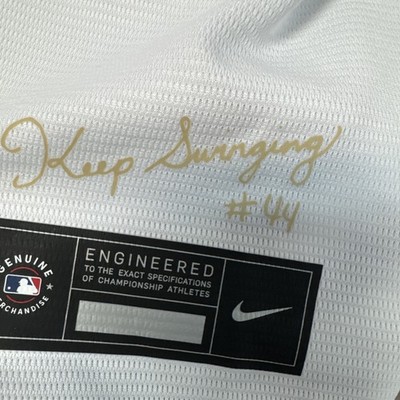 Keep Swinging
#44
GENUINE
MERCHANDISE
ENGINEERED
TO THE EXACT SPECIFICATIONS
OF CHAMPIONSHIP ATHLETES